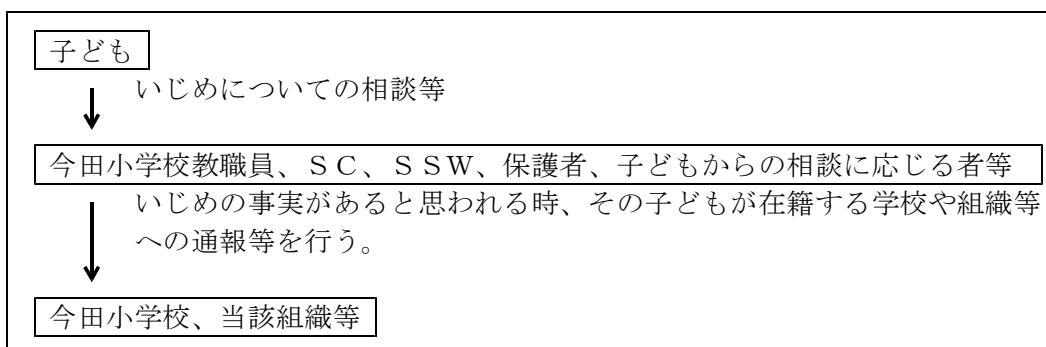 子ども
いじめについての相談等
今田小学校教職員、ＳＣ、ＳＳＷ、保護者、子どもからの相談に応じる者等
いじめの事実があると思われる時、その子どもが在籍する学校や組織等
への通報等を行う。
今田小学校、当該組織等